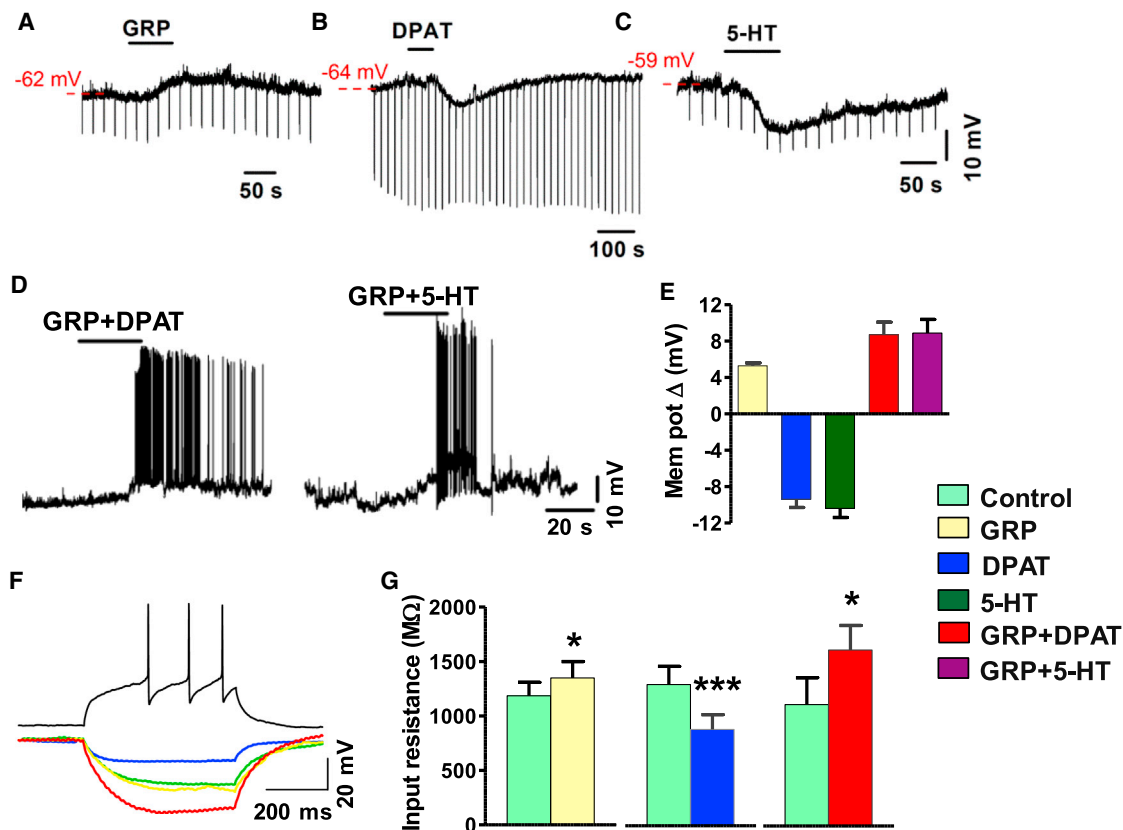 A
GRP
-62 mV
50 s
B
DPAT
-64 mV
100 s
C
5-HT
-59 mV
50 s
10 mV
D
GRP+DPAT
GRP+5-HT
20 s
10 mV
E
Mem pot Δ (mV)
12
8
4
0
-4
-8
-12
Control
GRP
DPAT
5-HT
GRP+DPAT
GRP+5-HT
F
200 ms
20 mV
G
Input resistance (MΩ)
2000
1500
1000
500
0
*
***
*